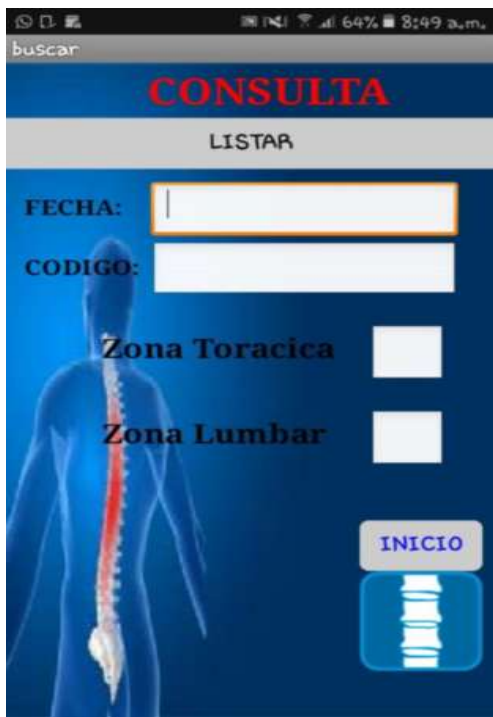 64% 8:49 a.m.
buscar
CONSULTA
LISTAR
FECHA:
CODIGO:
Zona Toracica
Zona Lumbar
INICIO